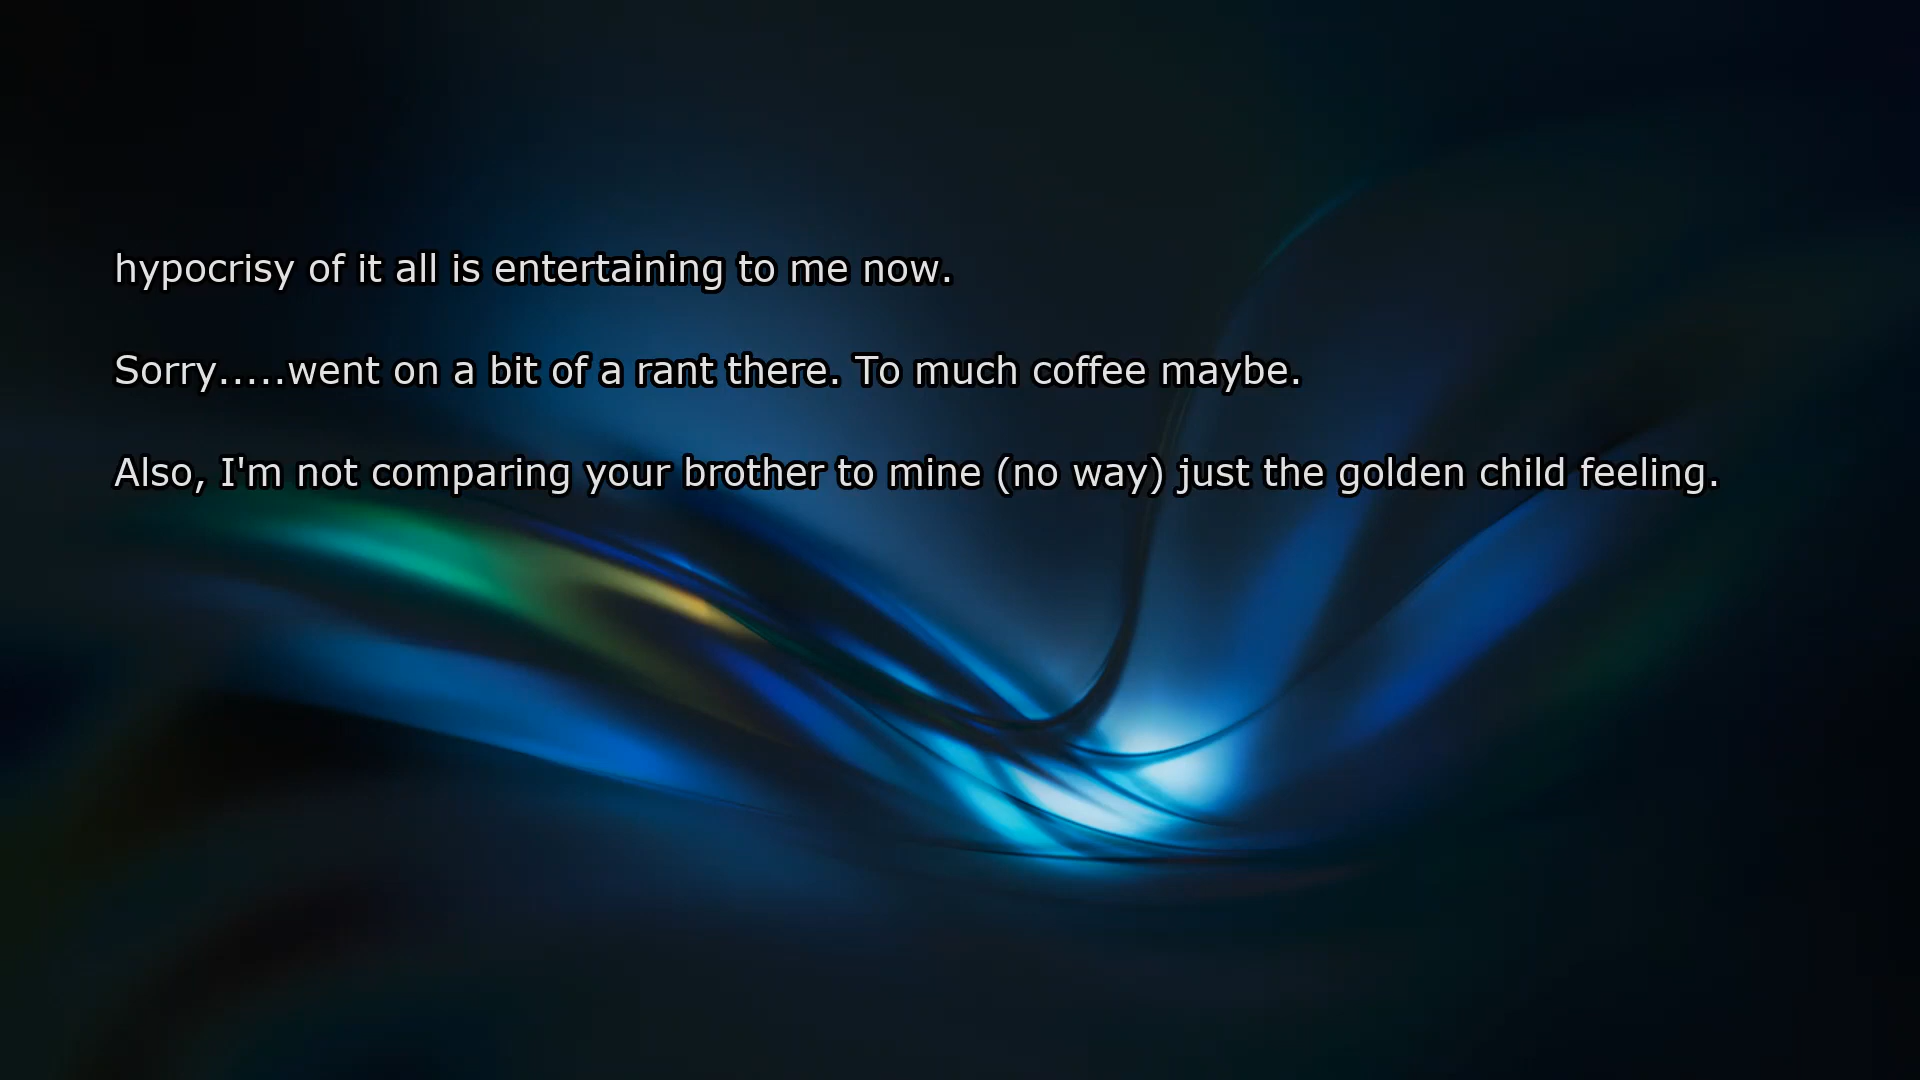 hypocrisy of it all is entertaining to me now.
Sorry.....went on a bit of a rant there. To much coffee maybe.
Also, I'm not comparing your brother to mine (no way) just the golden child feeling.